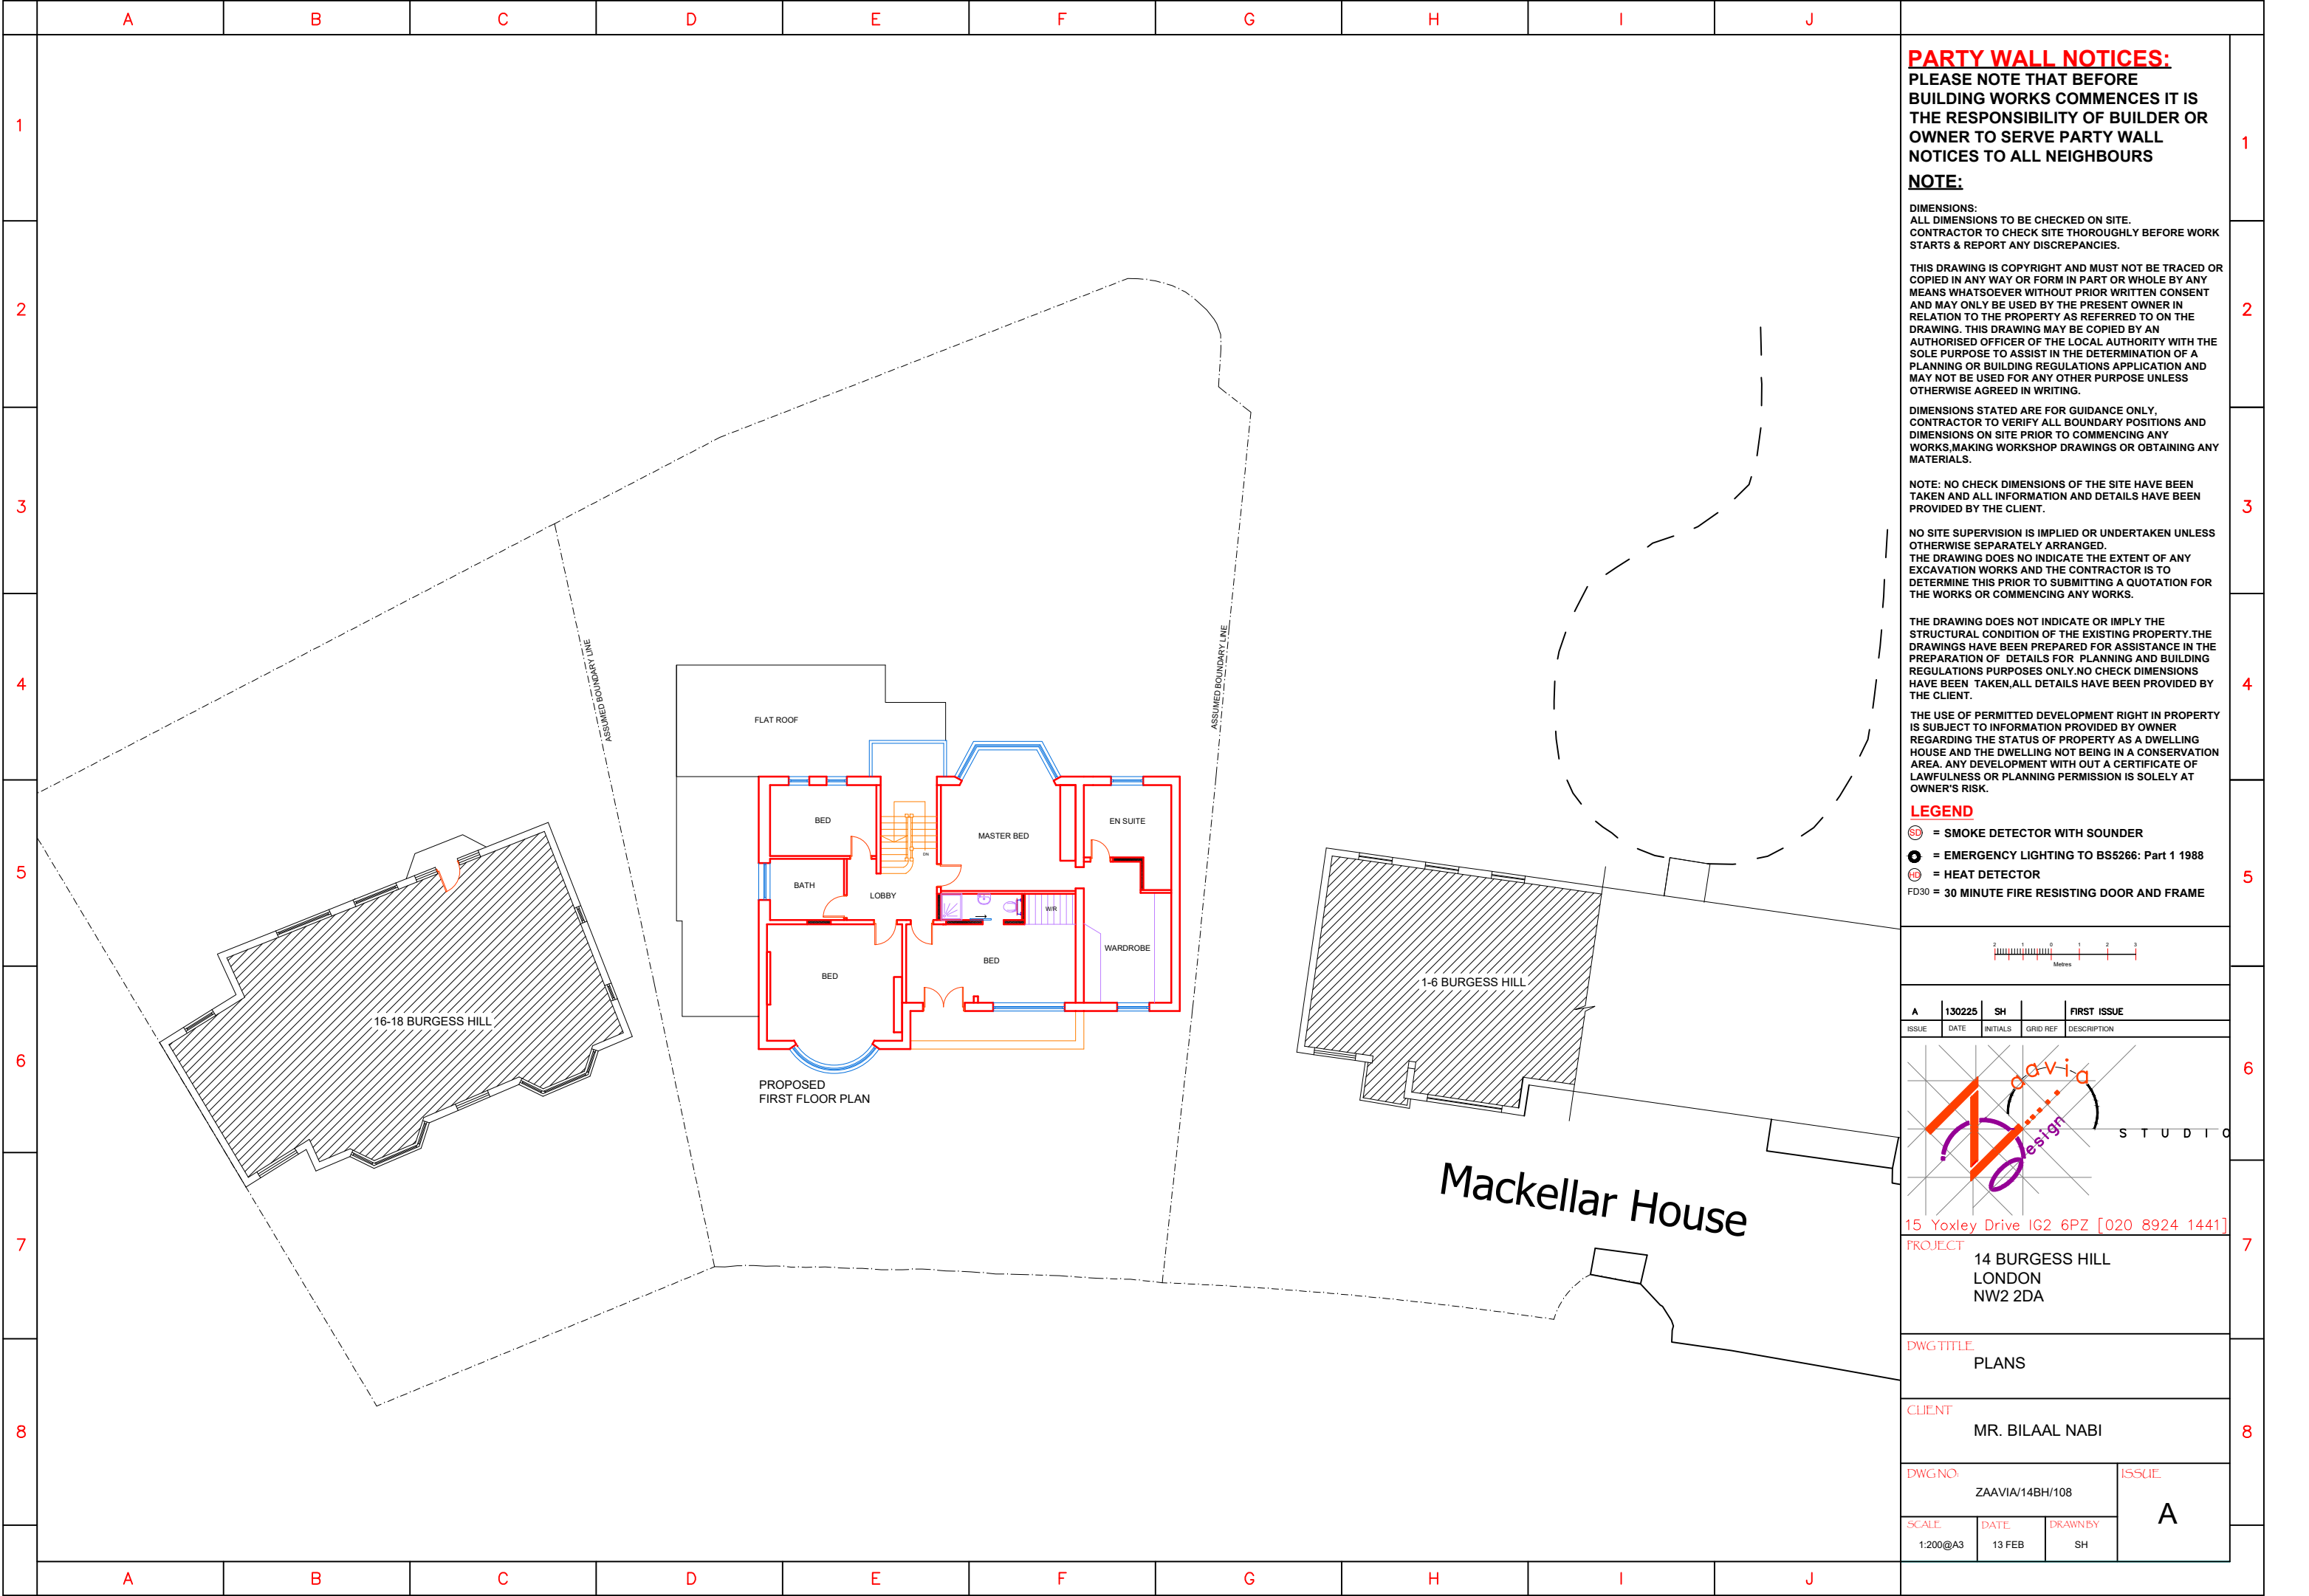 A B C D E F G H I J
1
2
3
4
5
6
7
8
ASSUMED BOUNDARY LINE
ASSUMED BOUNDARY LINE
FLAT ROOF
BED
MASTER BED
EN SUITE
DN
BATH
LOBBY
W/R
WARDROBE
BED
BED
PROPOSED
FIRST FLOOR PLAN
16-18 BURGESS HILL
1-6 BURGESS HILL
Mackellar House
A B C D E F G H I J
PARTY WALL NOTICES:
PLEASE NOTE THAT BEFORE
BUILDING WORKS COMMENCES IT IS
THE RESPONSIBILITY OF BUILDER OR
OWNER TO SERVE PARTY WALL
NOTICES TO ALL NEIGHBOURS
NOTE:
DIMENSIONS:
ALL DIMENSIONS TO BE CHECKED ON SITE.
CONTRACTOR TO CHECK SITE THOROUGHLY BEFORE WORK
STARTS & REPORT ANY DISCREPANCIES.
THIS DRAWING IS COPYRIGHT AND MUST NOT BE TRACED OR
COPIED IN ANY WAY OR FORM IN PART OR WHOLE BY ANY
MEANS WHATSOEVER WITHOUT PRIOR WRITTEN CONSENT
AND MAY ONLY BE USED BY THE PRESENT OWNER IN
RELATION TO THE PROPERTY AS REFERRED TO ON THE
DRAWING. THIS DRAWING MAY BE COPIED BY AN
AUTHORISED OFFICER OF THE LOCAL AUTHORITY WITH THE
SOLE PURPOSE TO ASSIST IN THE DETERMINATION OF A
PLANNING OR BUILDING REGULATIONS APPLICATION AND
MAY NOT BE USED FOR ANY OTHER PURPOSE UNLESS
OTHERWISE AGREED IN WRITING.
DIMENSIONS STATED ARE FOR GUIDANCE ONLY,
CONTRACTOR TO VERIFY ALL BOUNDARY POSITIONS AND
DIMENSIONS ON SITE PRIOR TO COMMENCING ANY
WORKS,MAKING WORKSHOP DRAWINGS OR OBTAINING ANY
MATERIALS.
NOTE: NO CHECK DIMENSIONS OF THE SITE HAVE BEEN
TAKEN AND ALL INFORMATION AND DETAILS HAVE BEEN
PROVIDED BY THE CLIENT.
NO SITE SUPERVISION IS IMPLIED OR UNDERTAKEN UNLESS
OTHERWISE SEPARATELY ARRANGED.
THE DRAWING DOES NO INDICATE THE EXTENT OF ANY
EXCAVATION WORKS AND THE CONTRACTOR IS TO
DETERMINE THIS PRIOR TO SUBMITTING A QUOTATION FOR
THE WORKS OR COMMENCING ANY WORKS.
THE DRAWING DOES NOT INDICATE OR IMPLY THE
STRUCTURAL CONDITION OF THE EXISTING PROPERTY.THE
DRAWINGS HAVE BEEN PREPARED FOR ASSISTANCE IN THE
PREPARATION OF DETAILS FOR PLANNING AND BUILDING
REGULATIONS PURPOSES ONLY.NO CHECK DIMENSIONS
HAVE BEEN TAKEN,ALL DETAILS HAVE BEEN PROVIDED BY
THE CLIENT.
THE USE OF PERMITTED DEVELOPMENT RIGHT IN PROPERTY
IS SUBJECT TO INFORMATION PROVIDED BY OWNER
REGARDING THE STATUS OF PROPERTY AS A DWELLING
HOUSE AND THE DWELLING NOT BEING IN A CONSERVATION
AREA. ANY DEVELOPMENT WITH OUT A CERTIFICATE OF
LAWFULNESS OR PLANNING PERMISSION IS SOLELY AT
OWNER'S RISK.
LEGEND
SD = SMOKE DETECTOR WITH SOUNDER
= EMERGENCY LIGHTING TO BS5266: Part 1 1988
HD = HEAT DETECTOR
FD30 = 30 MINUTE FIRE RESISTING DOOR AND FRAME
2 1 0 1 2 3
Metres
A 130225 SH FIRST ISSUE
ISSUE DATE INITIALS GRID REF DESCRIPTION
aavia
esign
STUDIO
15 Yoxley Drive IG2 6PZ [020 8924 1441]
PROJECT
14 BURGESS HILL
LONDON
NW2 2DA
DWG TITLE
PLANS
CLIENT
MR. BILAAL NABI
DWG NO:
ZAAVIA/14BH/108
ISSUE
A
SCALE DATE DRAWN BY
1:200@A3 13 FEB SH
1
2
3
4
5
6
7
8